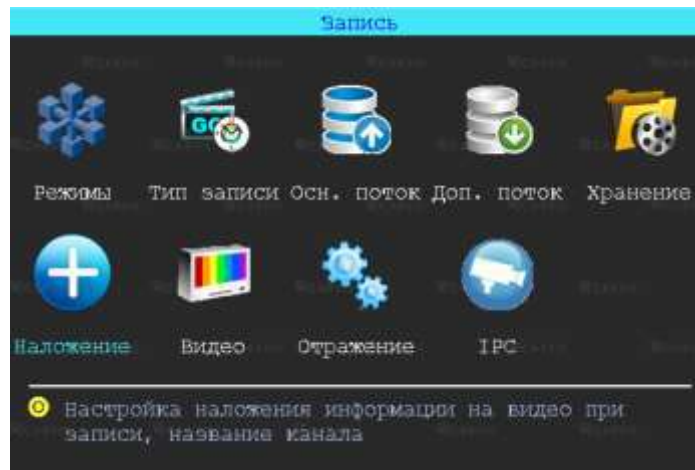 Запись
Режимы Тип записи Осн. поток Доп. поток Хранение
GO
Наложение Видео Отражение IPC
Настройка наложения информации на видео при
записи, название канала